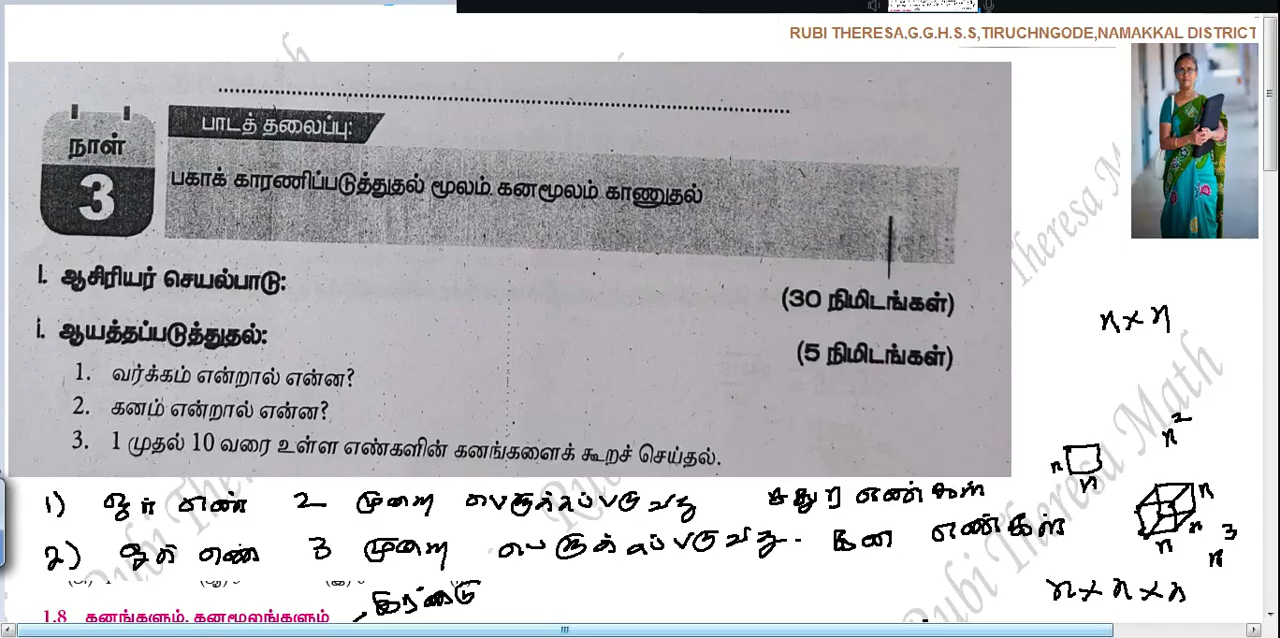 RUBI THERESA,G.G.H.S.S,TIRUCHNGODE,NAMAKKAL DISTRICT
நாள்
3
பாடத் தலைப்பு:
பகாக் காரணிப்படுத்துதல் மூலம் கனமூலம் காணுதல்
I. ஆசிரியர் செயல்பாடு:
(30 நிமிடங்கள்)
i. ஆயத்தப்படுத்துதல்:
(5 நிமிடங்கள்)
1. வர்க்கம் என்றால் என்ன?
2. கனம் என்றால் என்ன?
3. 1 முதல் 10 வரை உள்ள எண்களின் கனங்களைக் கூறச் செய்தல்.
n×n
n²
n
n
1) ஓர் எண் 2 முறை பெருக்கப்படுவது சதுர எண்கள்
2) ஓர் எண் 3 முறை பெருக்கப்படுவது. கன எண்கள்
n
n
n
n³
n×n×n
இரண்டு
1.8 கனங்களும், கனமூலங்களும்
Rubi Theresa Math